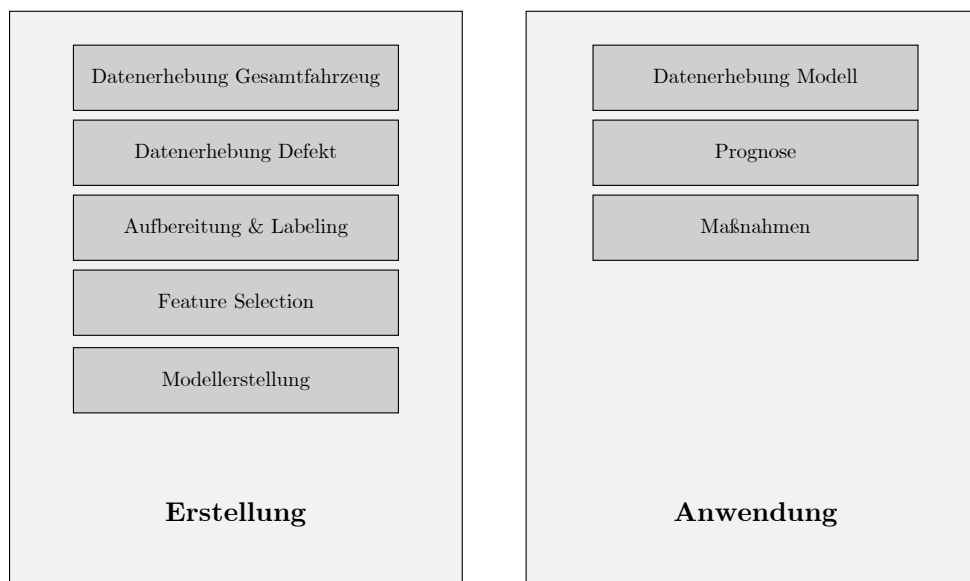 Datenerhebung Gesamtfahrzeug
Datenerhebung Defekt
Aufbereitung & Labeling
Feature Selection
Modellerstellung
Erstellung
Datenerhebung Modell
Prognose
Maßnahmen
Anwendung